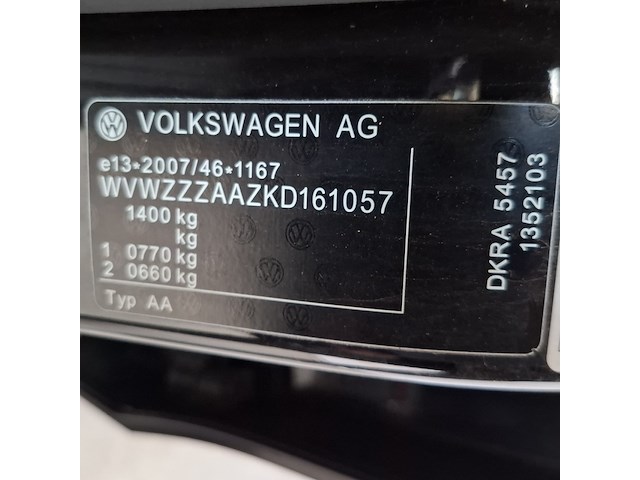 VOLKSWAGEN AG
e13*2007/46*1167
WVWZZZAAZKD161057
1400 kg
kg
1 0770 kg
2 0660 kg
Typ AA
DKRA 5457
1352103